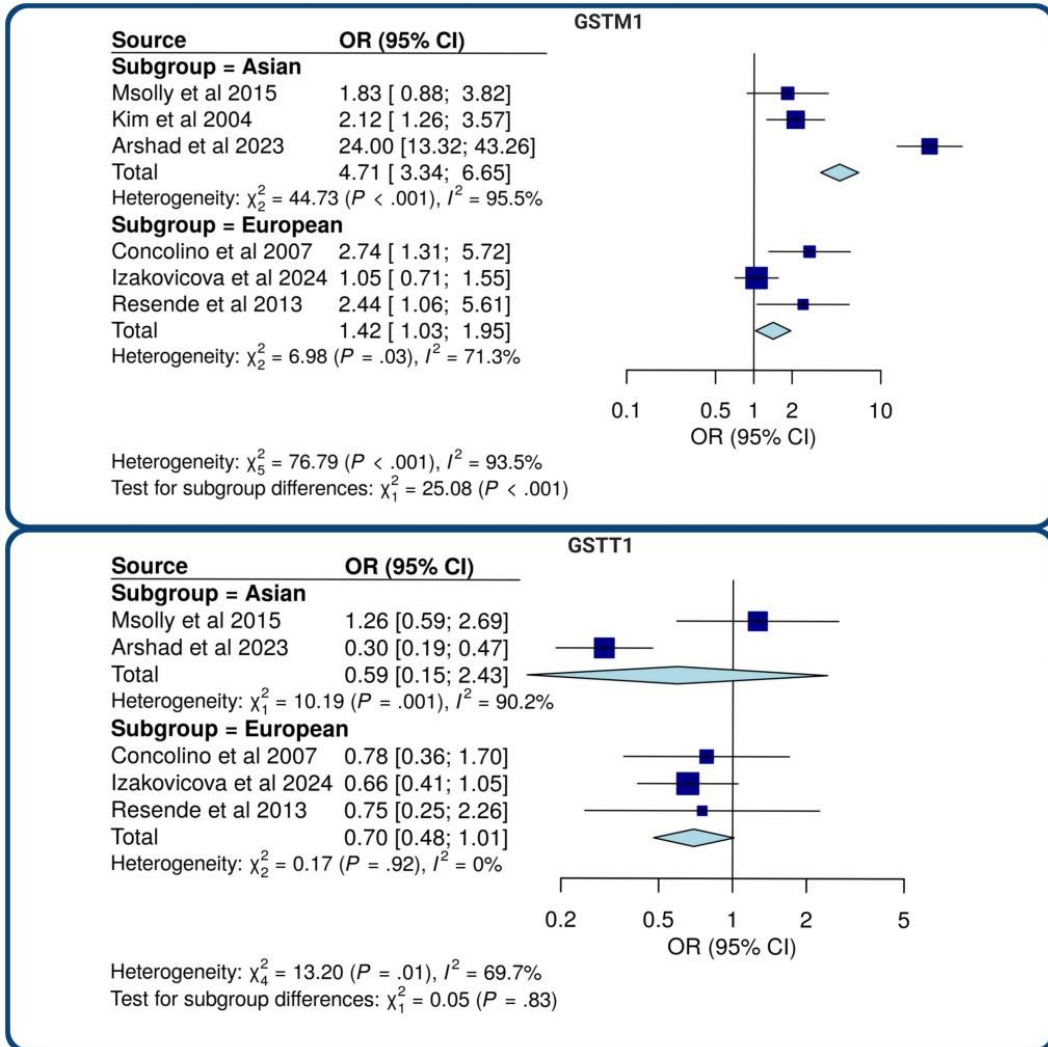 GSTM1
Source OR (95% CI)
Subgroup = Asian
Msolly et al 2015 1.83 [ 0.88; 3.82]
Kim et al 2004 2.12 [ 1.26; 3.57]
Arshad et al 2023 24.00 [13.32; 43.26]
Total 4.71 [ 3.34; 6.65]
Heterogeneity: χ²₂ = 44.73 (P < .001), I² = 95.5%
Subgroup = European
Concolino et al 2007 2.74 [ 1.31; 5.72]
Izakovicova et al 2024 1.05 [ 0.71; 1.55]
Resende et al 2013 2.44 [ 1.06; 5.61]
Total 1.42 [ 1.03; 1.95]
Heterogeneity: χ²₂ = 6.98 (P = .03), I² = 71.3%
0.1 0.5 1 2 10
OR (95% CI)
Heterogeneity: χ²₅ = 76.79 (P < .001), I² = 93.5%
Test for subgroup differences: χ²₁ = 25.08 (P < .001)
GSTT1
Source OR (95% CI)
Subgroup = Asian
Msolly et al 2015 1.26 [0.59; 2.69]
Arshad et al 2023 0.30 [0.19; 0.47]
Total 0.59 [0.15; 2.43]
Heterogeneity: χ²₁ = 10.19 (P = .001), I² = 90.2%
Subgroup = European
Concolino et al 2007 0.78 [0.36; 1.70]
Izakovicova et al 2024 0.66 [0.41; 1.05]
Resende et al 2013 0.75 [0.25; 2.26]
Total 0.70 [0.48; 1.01]
Heterogeneity: χ²₂ = 0.17 (P = .92), I² = 0%
0.2 0.5 1 2 5
OR (95% CI)
Heterogeneity: χ²₄ = 13.20 (P = .01), I² = 69.7%
Test for subgroup differences: χ²₁ = 0.05 (P = .83)